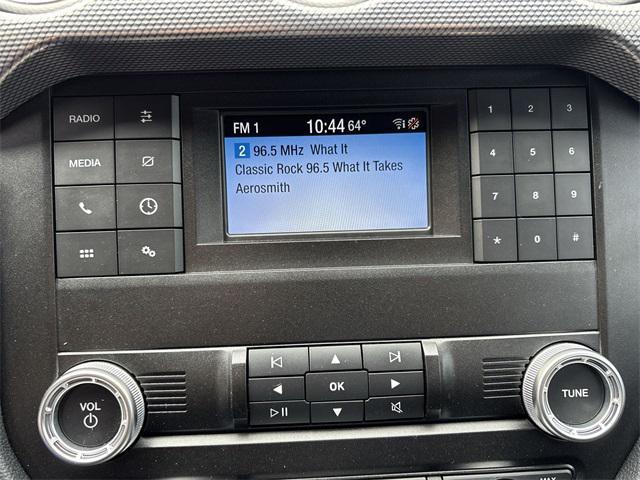 RADIO
MEDIA
FM 1 10:44 64°
2 96.5 MHz What It
Classic Rock 96.5 What It Takes
Aerosmith
1 2 3
4 5 6
7 8 9
* 0 #
OK
VOL
TUNE
MAX